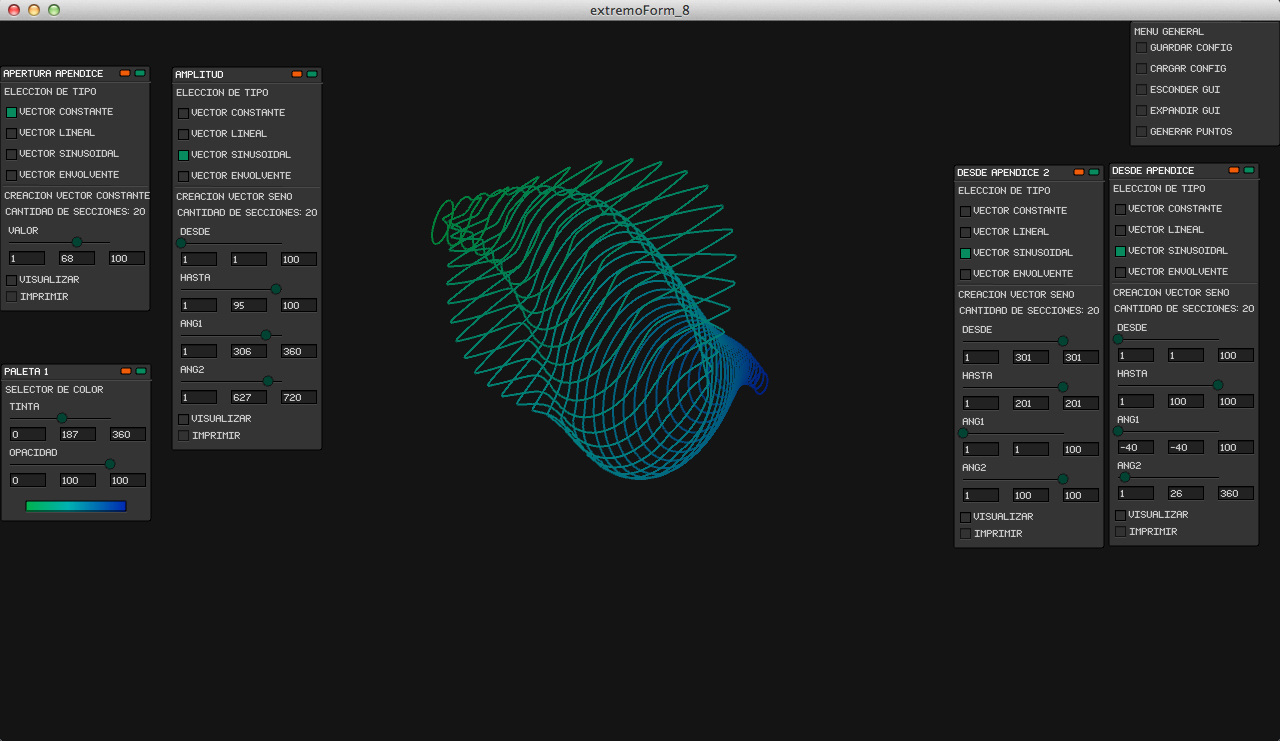 extremoForm_8
MENU GENERAL
GUARDAR CONFIG
CARGAR CONFIG
ESCONDER GUI
EXPANDIR GUI
GENERAR PUNTOS
APERTURA APENDICE
ELECCION DE TIPO
VECTOR CONSTANTE
VECTOR LINEAL
VECTOR SINUSOIDAL
VECTOR ENVOLVENTE
CREACION VECTOR CONSTANTE
CANTIDAD DE SECCIONES: 20
VALOR
1 68 100
VISUALIZAR
IMPRIMIR
PALETA 1
SELECTOR DE COLOR
TINTA
0 187 360
OPACIDAD
0 100 100
AMPLITUD
ELECCION DE TIPO
VECTOR CONSTANTE
VECTOR LINEAL
VECTOR SINUSOIDAL
VECTOR ENVOLVENTE
CREACION VECTOR SENO
CANTIDAD DE SECCIONES: 20
DESDE
1 1 100
HASTA
1 95 100
ANG1
1 306 360
ANG2
1 627 720
VISUALIZAR
IMPRIMIR
DESDE APENDICE 2
ELECCION DE TIPO
VECTOR CONSTANTE
VECTOR LINEAL
VECTOR SINUSOIDAL
VECTOR ENVOLVENTE
CREACION VECTOR SENO
CANTIDAD DE SECCIONES: 20
DESDE
1 301 301
HASTA
1 201 201
ANG1
1 1 100
ANG2
1 100 100
VISUALIZAR
IMPRIMIR
DESDE APENDICE
ELECCION DE TIPO
VECTOR CONSTANTE
VECTOR LINEAL
VECTOR SINUSOIDAL
VECTOR ENVOLVENTE
CREACION VECTOR SENO
CANTIDAD DE SECCIONES: 20
DESDE
1 1 100
HASTA
1 100 100
ANG1
-40 -40 100
ANG2
1 26 360
VISUALIZAR
IMPRIMIR